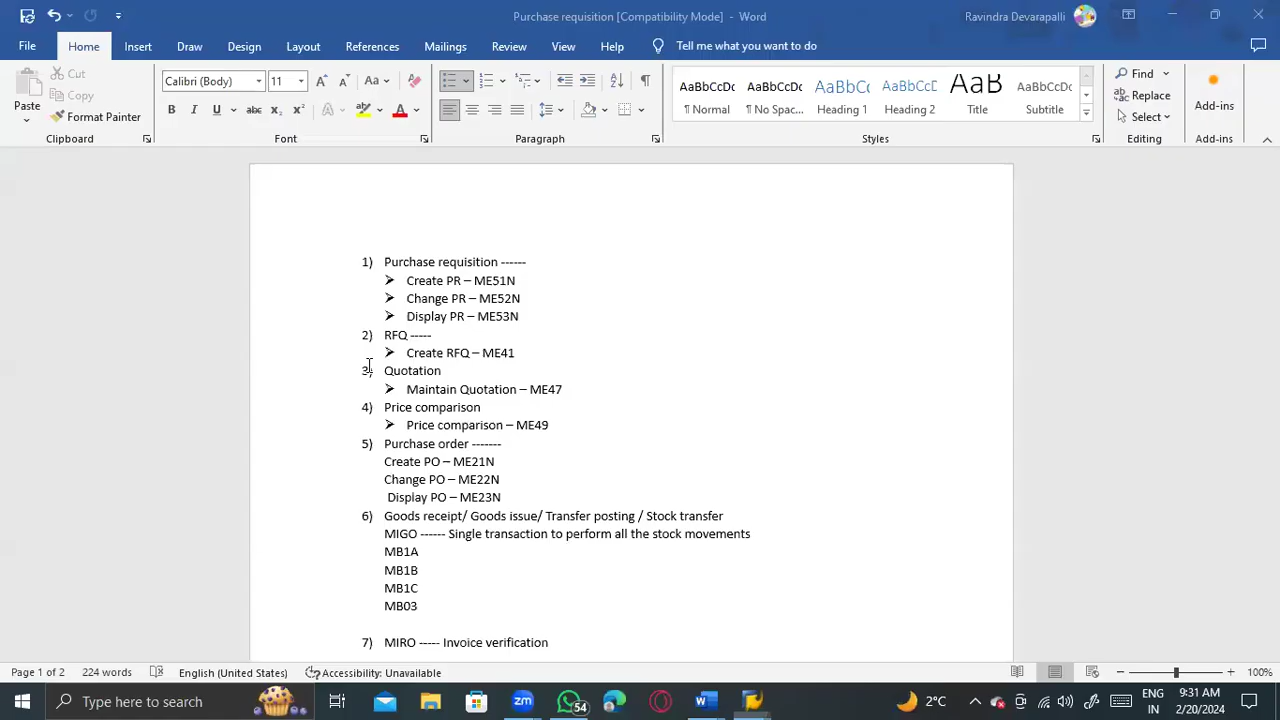 Purchase requisition [Compatibility Mode] - Word
Ravindra Devarapalli
File Home Insert Draw Design Layout References Mailings Review View Help Tell me what you want to do
Paste
Cut
Copy
Format Painter
Clipboard
Calibri (Body) 11
Font
Paragraph
AaBbCcDc AaBbCcDc AaBbCc AaBbCcD AaB AaBbCcDc
¶ Normal ¶ No Spac... Heading 1 Heading 2 Title Subtitle
Styles
Find
Replace
Select
Editing
Add-ins
Add-ins
1) Purchase requisition ------
Create PR – ME51N
Change PR – ME52N
Display PR – ME53N
2) RFQ -----
Create RFQ – ME41
3) Quotation
Maintain Quotation – ME47
4) Price comparison
Price comparison – ME49
5) Purchase order -------
Create PO – ME21N
Change PO – ME22N
Display PO – ME23N
6) Goods receipt/ Goods issue/ Transfer posting / Stock transfer
MIGO ------ Single transaction to perform all the stock movements
MB1A
MB1B
MB1C
MB03
7) MIRO ----- Invoice verification
Page 1 of 2 224 words English (United States) Accessibility: Unavailable 100%
Type here to search
zm
54
2°C
ENG
IN
9:31 AM
2/20/2024